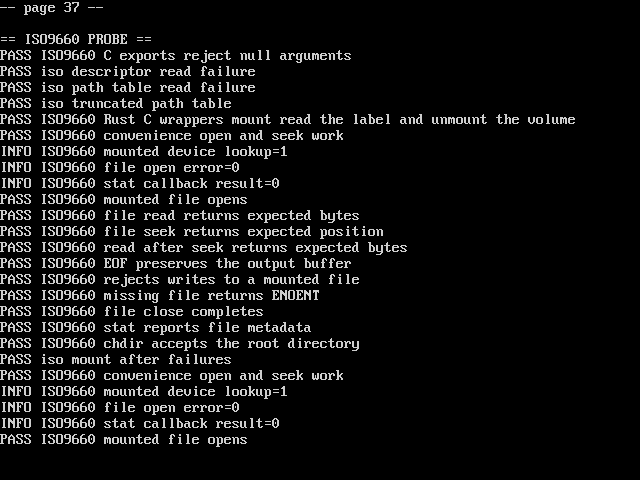 -- page 37 --
== ISO9660 PROBE ==
PASS ISO9660 C exports reject null arguments
PASS iso descriptor read failure
PASS iso path table read failure
PASS iso truncated path table
PASS ISO9660 Rust C wrappers mount read the label and unmount the volume
PASS ISO9660 convenience open and seek work
INFO ISO9660 mounted device lookup=1
INFO ISO9660 file open error=0
INFO ISO9660 stat callback result=0
PASS ISO9660 mounted file opens
PASS ISO9660 file read returns expected bytes
PASS ISO9660 file seek returns expected position
PASS ISO9660 read after seek returns expected bytes
PASS ISO9660 EOF preserves the output buffer
PASS ISO9660 rejects writes to a mounted file
PASS ISO9660 missing file returns ENOENT
PASS ISO9660 file close completes
PASS ISO9660 stat reports file metadata
PASS ISO9660 chdir accepts the root directory
PASS iso mount after failures
PASS ISO9660 convenience open and seek work
INFO ISO9660 mounted device lookup=1
INFO ISO9660 file open error=0
INFO ISO9660 stat callback result=0
PASS ISO9660 mounted file opens